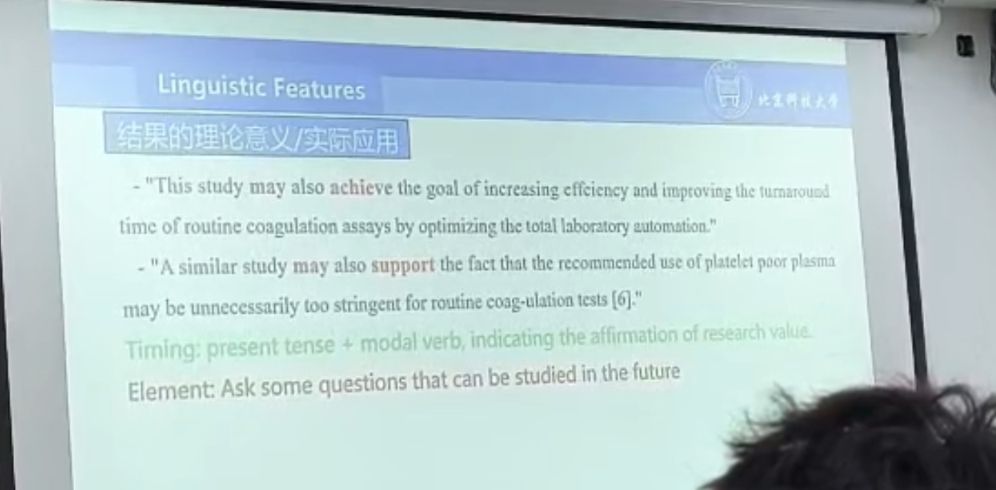 Linguistic Features
北京科技大学
结果的理论意义/实际应用
- "This study may also achieve the goal of increasing effciency and improving the turnaround
time of routine coagulation assays by optimizing the total laboratory automation."
- "A similar study may also support the fact that the recommended use of platelet poor plasma
may be unnecessarily too stringent for routine coag-ulation tests [6]."
Timing: present tense + modal verb, indicating the affirmation of research value.
Element: Ask some questions that can be studied in the future